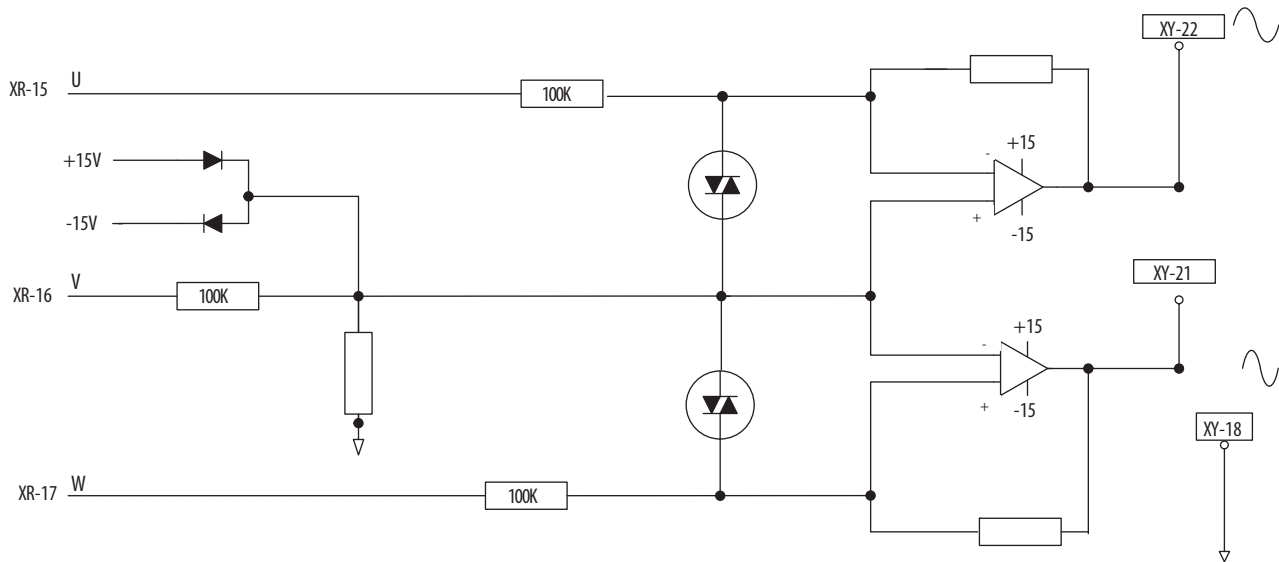 XY-22
U
XR-15
100K
+15V
-
+15
-15V
+
-15
XY-21
V
XR-16
100K
+15
-
+
-15
XY-18
W
XR-17
100K